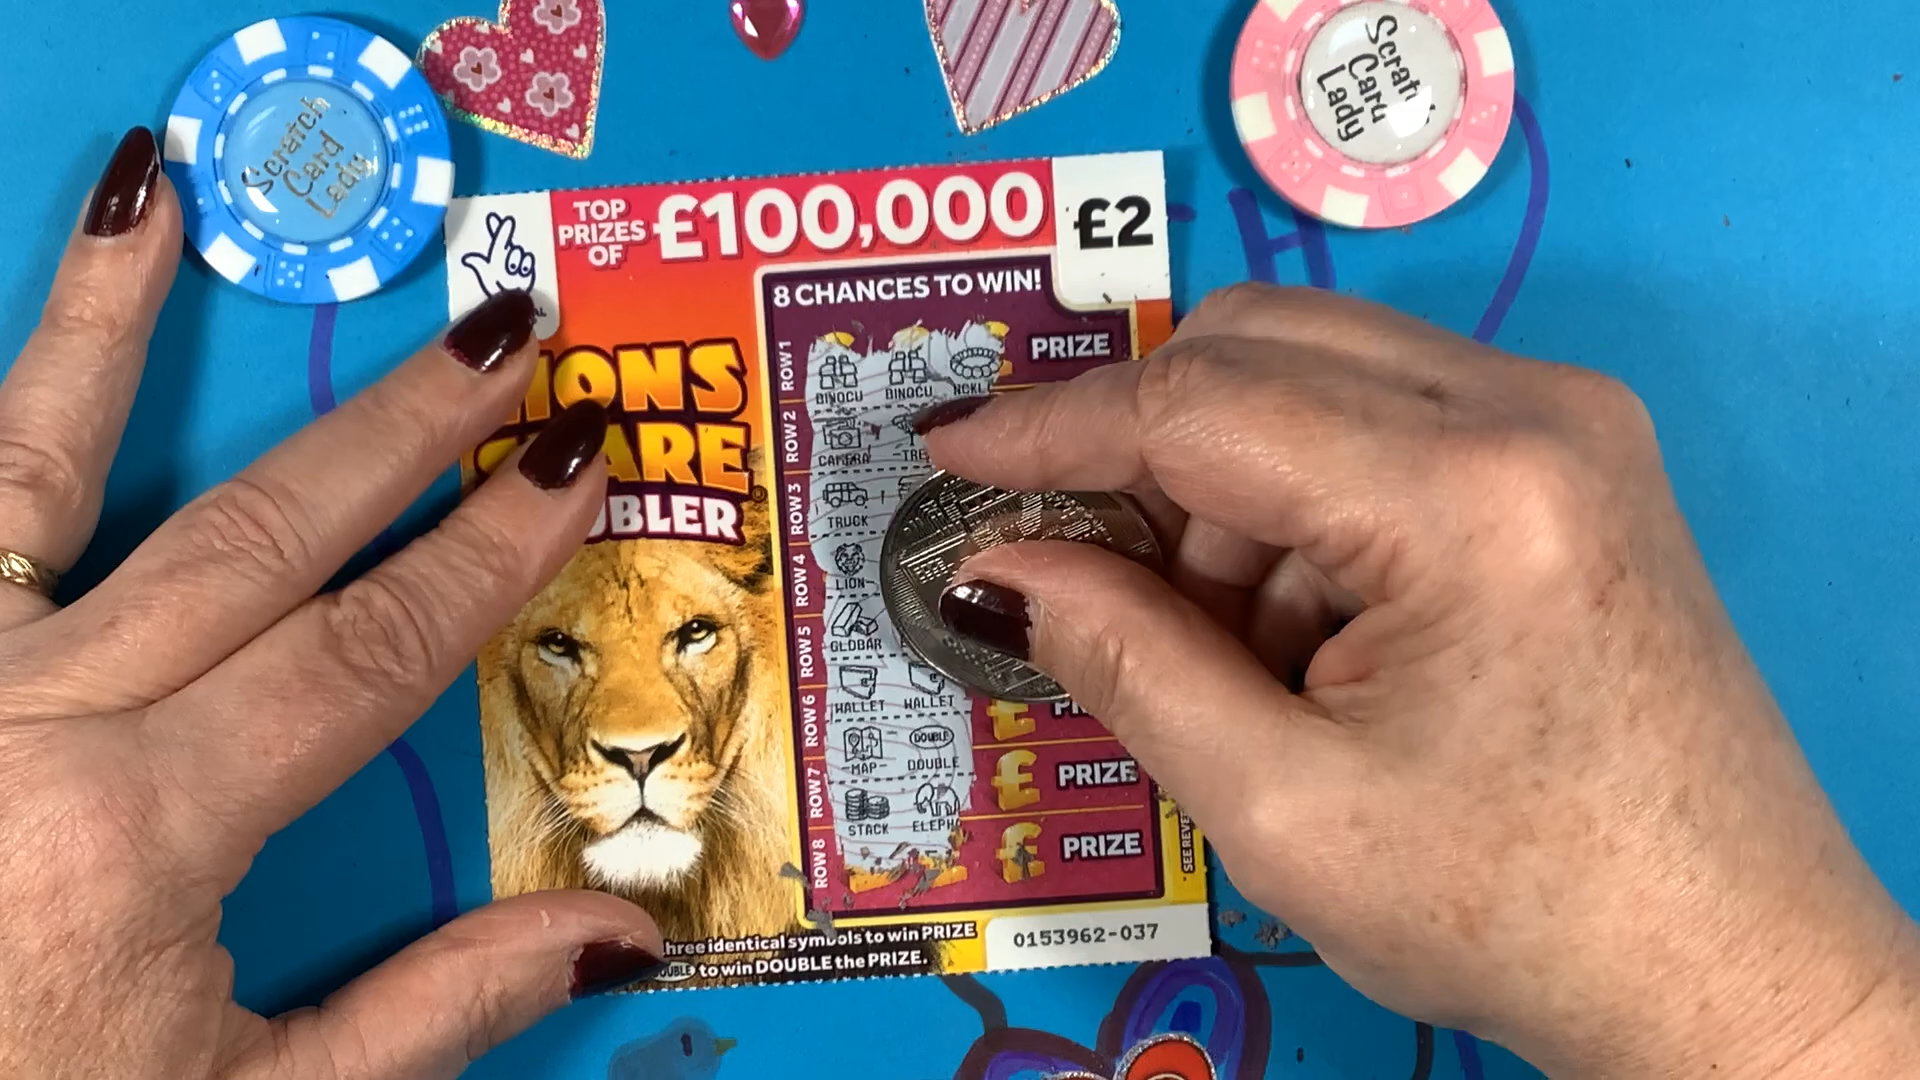 Scratch
Card
Lady
Card
Lady
TOP
PRIZES
OF
£100,000
£2
8 CHANCES TO WIN!
DOUBLE
ROW 1
BINOCU BINOCU
PRIZE
ROW 2
CAMERA
ROW 3
TRUCK
ROW 4
LION
ROW 5
GLDBAR
ROW 6
WALLET WALLET
ROW 7
MAP DOUBLE
£ PRIZE
ROW 8
STACK
£ PRIZE
identical symbols to win PRIZE
to win DOUBLE the PRIZE.
0153962-037